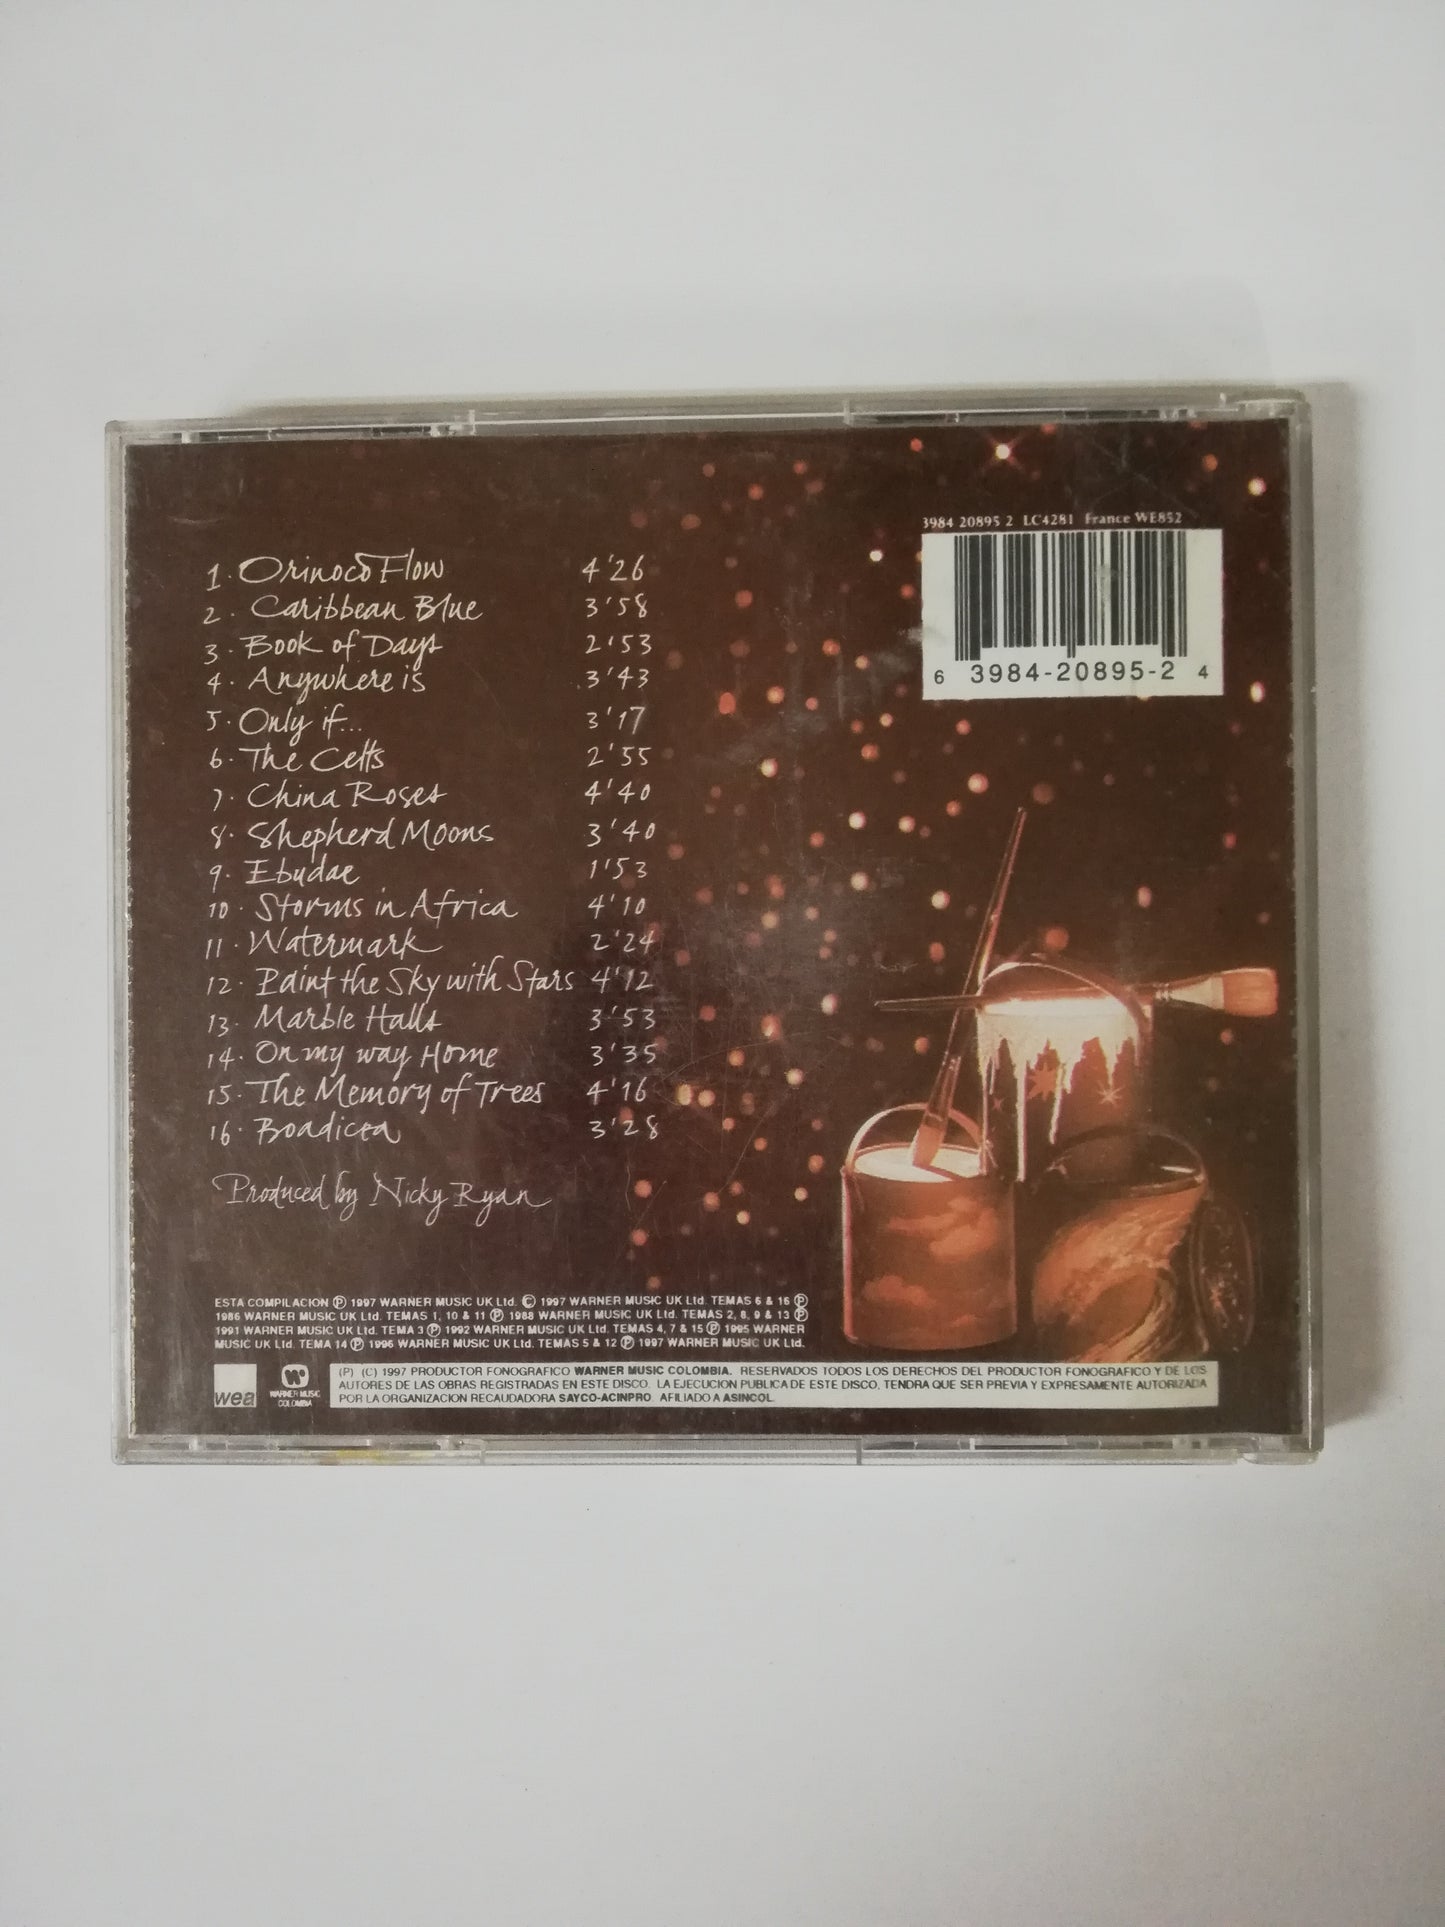 3984 20895 2 LC4281 France WE852
6 3984-20895-2 4
1. Orinoco Flow 4'26
2. Caribbean Blue 3'58
3. Book of Days 2'53
4. Anywhere is 3'43
5. Only if... 3'17
6. The Celts 2'55
7. China Roses 4'40
8. Shepherd Moons 3'40
9. Ebudae 1'53
10. Storms in Africa 4'10
11. Watermark 2'24
12. Paint the Sky with Stars 4'12
13. Marble Halls 3'53
14. On my way Home 3'35
15. The Memory of Trees 4'16
16. Boadicea 3'28
Produced by Nicky Ryan
ESTA COMPILACION Ⓟ 1997 WARNER MUSIC UK Ltd. © 1997 WARNER MUSIC UK Ltd. TEMAS 6 & 16 Ⓟ
1986 WARNER MUSIC UK Ltd. TEMAS 1, 10 & 11 Ⓟ 1988 WARNER MUSIC UK Ltd. TEMAS 2, 8, 9 & 13 Ⓟ
1991 WARNER MUSIC UK Ltd. TEMA 3 Ⓟ 1992 WARNER MUSIC UK Ltd. TEMAS 4, 7 & 15 Ⓟ 1995 WARNER
MUSIC UK Ltd. TEMA 14 Ⓟ 1996 WARNER MUSIC UK Ltd. TEMAS 5 & 12 Ⓟ 1997 WARNER MUSIC UK Ltd.
wea
WARNER MUSIC
COLOMBIA
(P) (C) 1997 PRODUCTOR FONOGRAFICO WARNER MUSIC COLOMBIA. RESERVADOS TODOS LOS DERECHOS DEL PRODUCTOR FONOGRAFICO Y DE LOS
AUTORES DE LAS OBRAS REGISTRADAS EN ESTE DISCO. LA EJECUCION PUBLICA DE ESTE DISCO, TENDRA QUE SER PREVIA Y EXPRESAMENTE AUTORIZADA
POR LA ORGANIZACION RECAUDADORA SAYCO-ACINPRO. AFILIADO A ASINCOL.